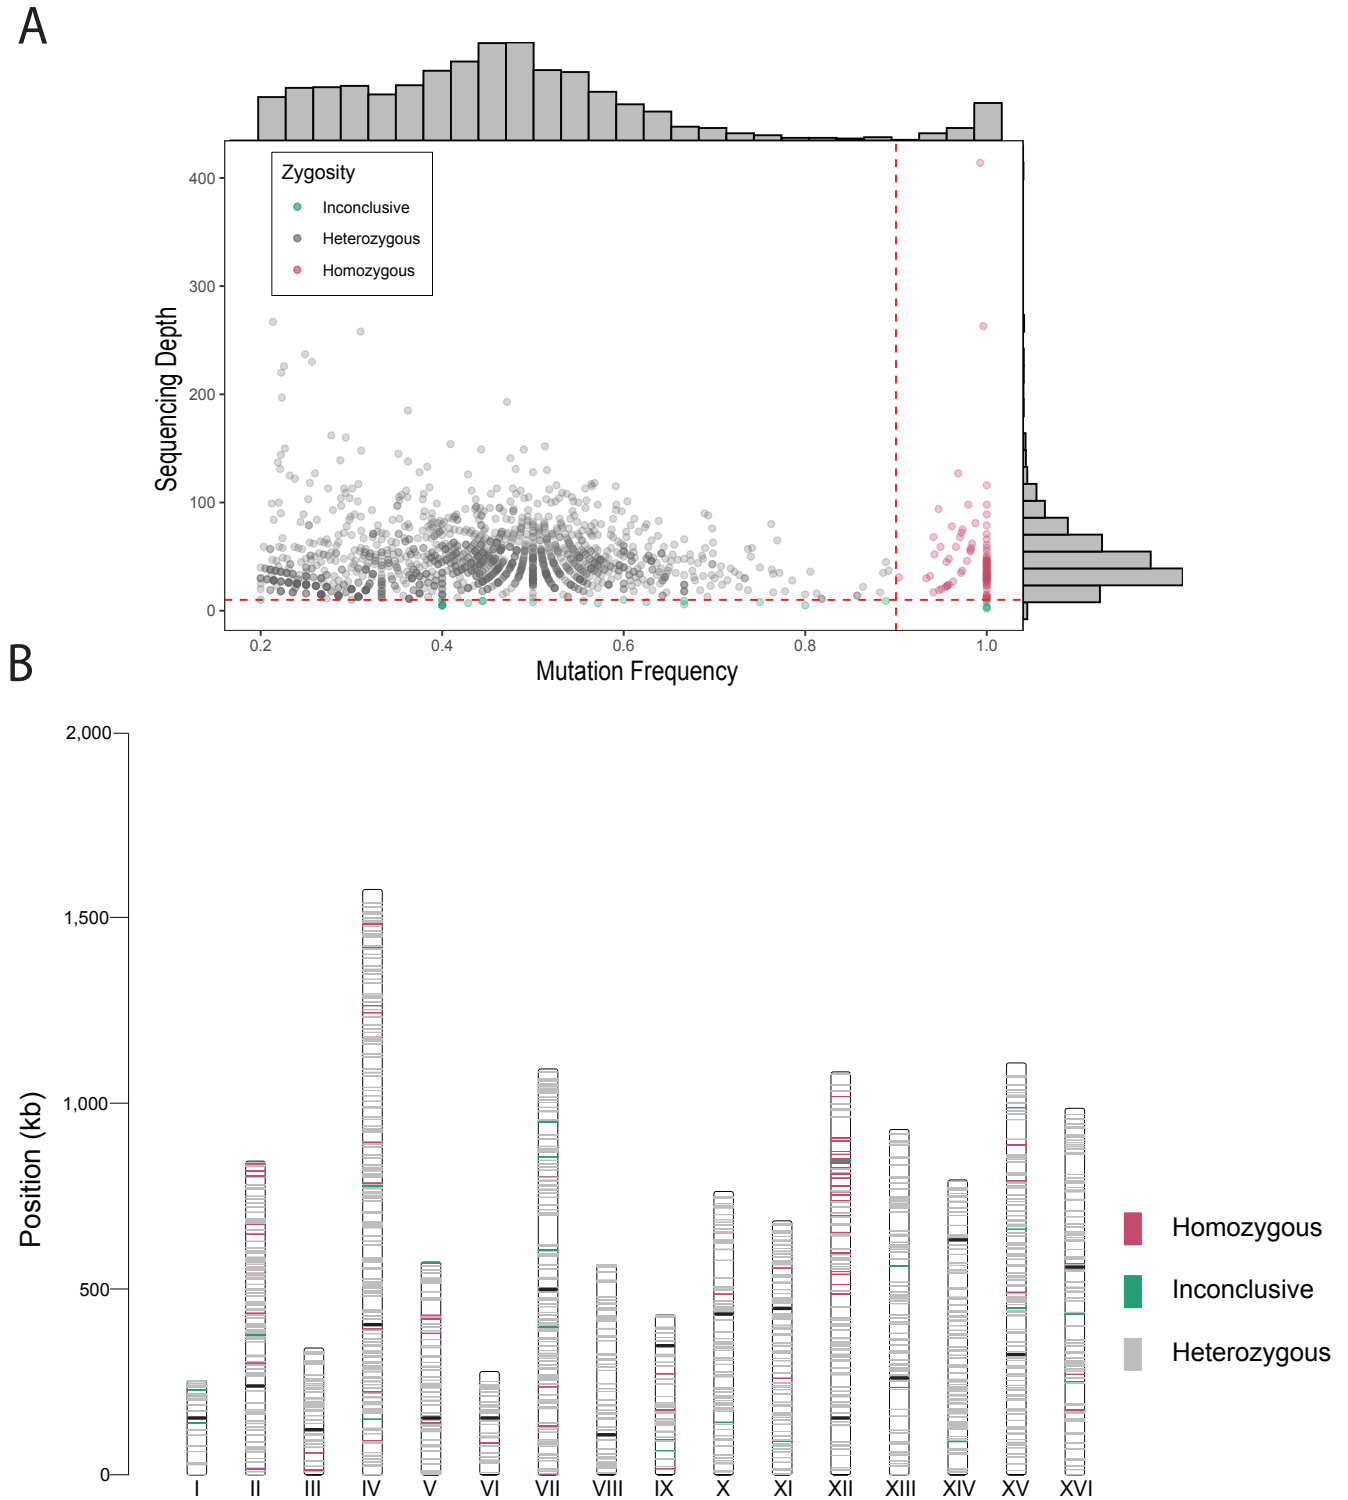 A
Zygosity
Inconclusive
Heterozygous
Homozygous
400
300
200
100
0
Sequencing Depth
0.2 0.4 0.6 0.8 1.0
Mutation Frequency
B
2,000
1,500
1,000
500
0
Position (kb)
Homozygous
Inconclusive
Heterozygous
I II III IV V VI VII VIII IX X XI XII XIII XIV XV XVI